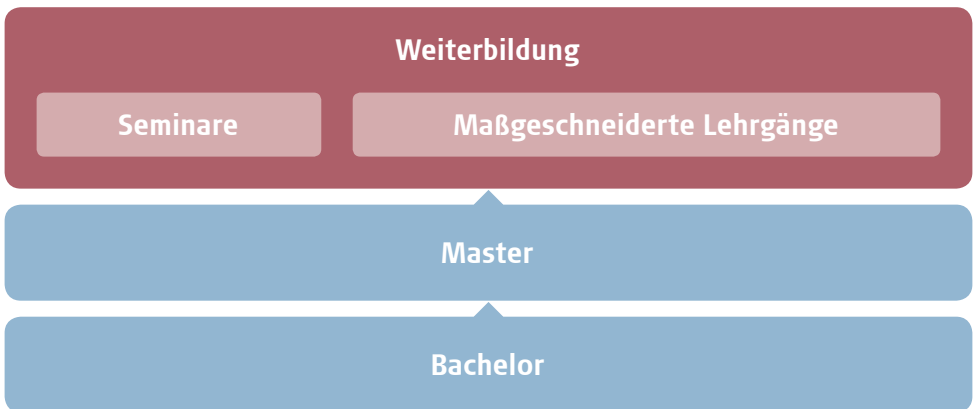 Weiterbildung
Seminare
Maßgeschneiderte Lehrgänge
Master
Bachelor